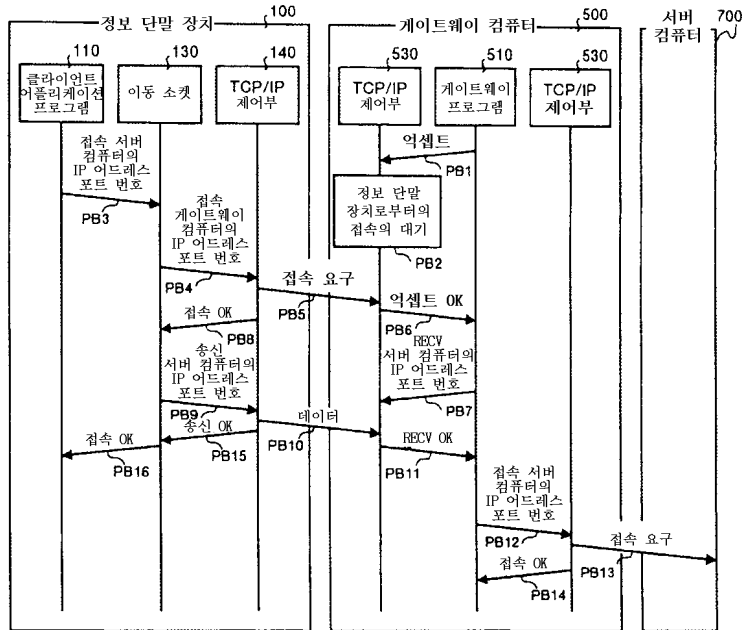 정보 단말 장치
100
게이트웨이 컴퓨터
500
서버
컴퓨터
700
110
130
140
530
510
530
클라이언트
어플리케이션
프로그램
이동 소켓
TCP/IP
제어부
TCP/IP
제어부
게이트웨이
프로그램
TCP/IP
제어부
억셉트
PB1
정보 단말
장치로부터의
접속의 대기
PB2
접속 서버
컴퓨터의
IP 어드레스
포트 번호
PB3
접속
게이트웨이
컴퓨터의
IP 어드레스
포트 번호
PB4
접속 요구
PB5
억셉트 OK
PB6
접속 OK
PB8
RECV
서버 컴퓨터의
IP 어드레스
포트 번호
PB7
송신
서버 컴퓨터의
IP 어드레스
포트 번호
PB9
데이터
PB10
송신 OK
PB15
접속 OK
PB16
RECV OK
PB11
접속 서버
컴퓨터의
IP 어드레스
포트 번호
PB12
접속 요구
PB13
접속 OK
PB14